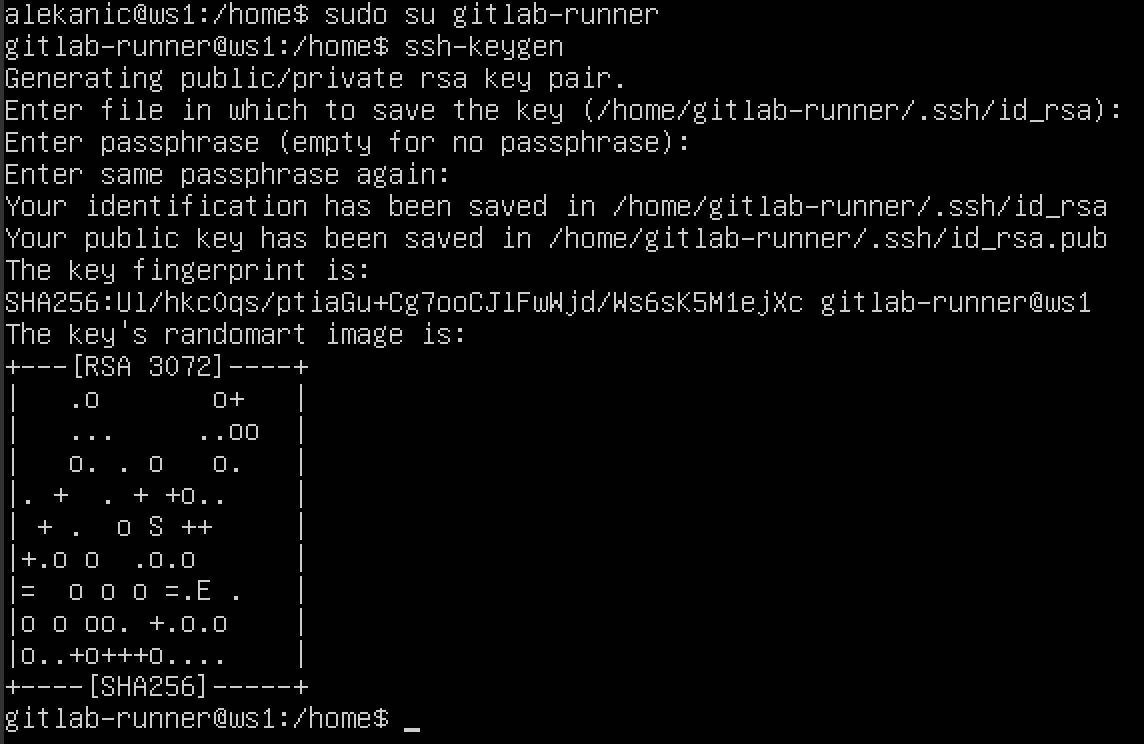 alekanic@ws1:/home$ sudo su gitlab-runner
gitlab-runner@ws1:/home$ ssh-keygen
Generating public/private rsa key pair.
Enter file in which to save the key (/home/gitlab-runner/.ssh/id_rsa):
Enter passphrase (empty for no passphrase):
Enter same passphrase again:
Your identification has been saved in /home/gitlab-runner/.ssh/id_rsa
Your public key has been saved in /home/gitlab-runner/.ssh/id_rsa.pub
The key fingerprint is:
SHA256:Ul/hkcOqs/ptiaGu+Cg7ooCJlFwWjd/Ws6sK5M1ejXc gitlab-runner@ws1
The key's randomart image is:
+---[RSA 3072]----+
|   .o       o+   |
|   ...     ..oo  |
|   o. . o   o.   |
|. +  . + +o..    |
| + .  o S ++     |
|+.o o  .o.o      |
|=  o o o =.E .   |
|o o oo. +.o.o    |
|o..+o+++o....    |
+----[SHA256]-----+
gitlab-runner@ws1:/home$ _